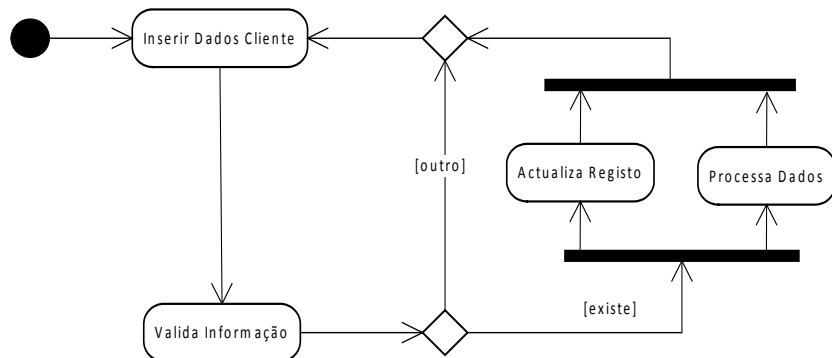 Inserir Dados Cliente
[outro]
Actualiza Registo
Processa Dados
[existe]
Valida Informação